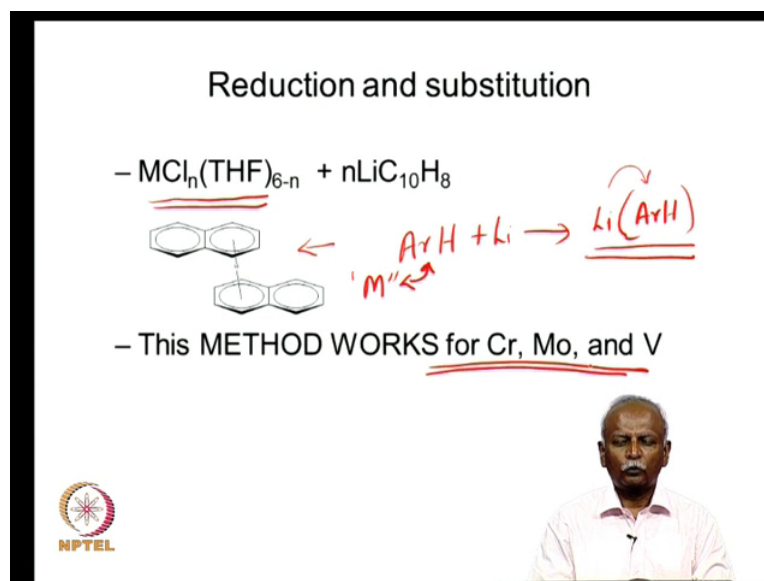 Reduction and substitution
– MClₙ(THF)₆₋ₙ + nLiC₁₀H₈
← ArH + Li → Li(ArH)
'M"
– This METHOD WORKS for Cr, Mo, and V
NPTEL